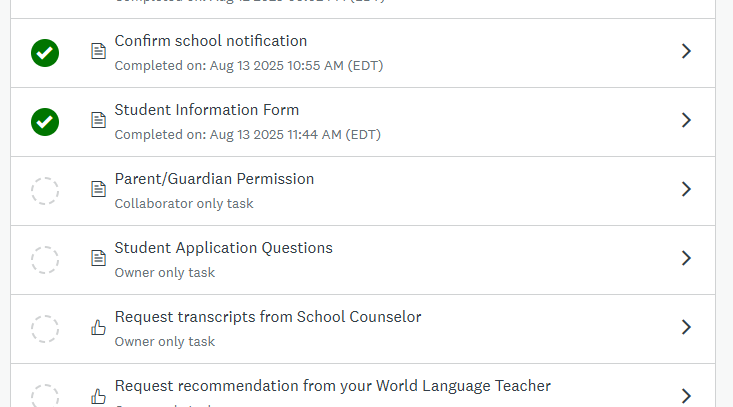 Confirm school notification
Completed on: Aug 13 2025 10:55 AM (EDT)
Student Information Form
Completed on: Aug 13 2025 11:44 AM (EDT)
Parent/Guardian Permission
Collaborator only task
Student Application Questions
Owner only task
Request transcripts from School Counselor
Owner only task
Request recommendation from your World Language Teacher